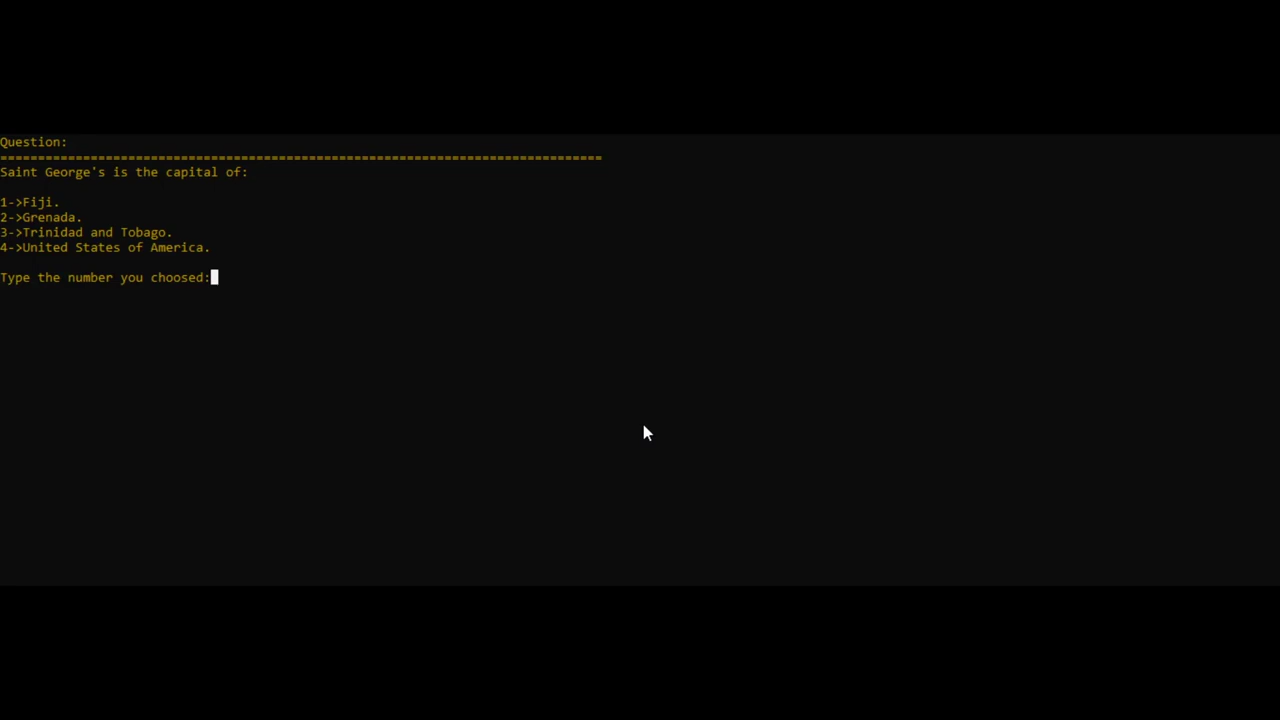 Question:
================================================================================
Saint George's is the capital of:
1->Fiji.
2->Grenada.
3->Trinidad and Tobago.
4->United States of America.
Type the number you choosed: